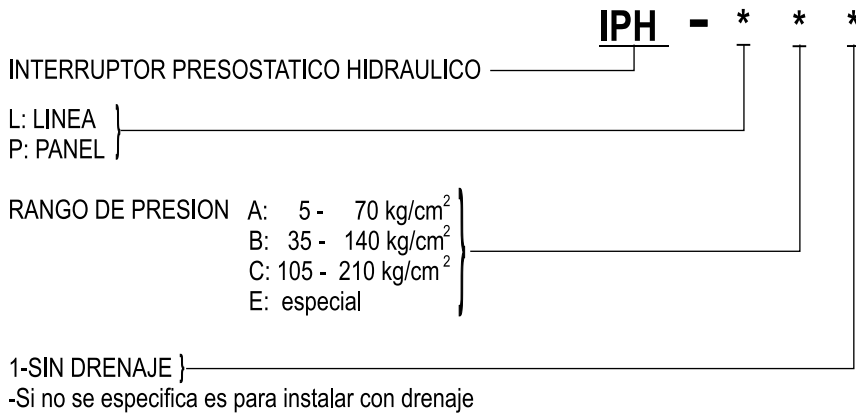 IPH - * * *
INTERRUPTOR PRESOSTATICO HIDRAULICO
L: LINEA
P: PANEL
RANGO DE PRESION A: 5 - 70 kg/cm²
B: 35 - 140 kg/cm²
C: 105 - 210 kg/cm²
E: especial
1-SIN DRENAJE
-Si no se especifica es para instalar con drenaje